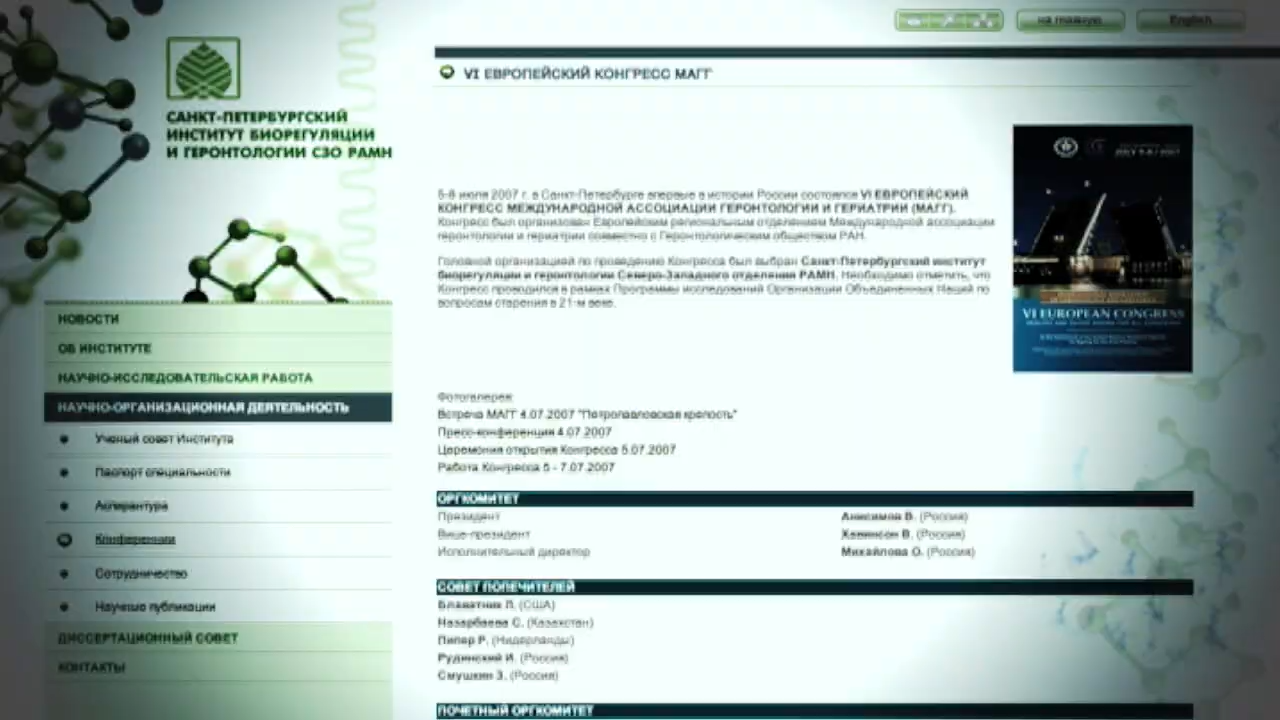 на главную
English
САНКТ-ПЕТЕРБУРГСКИЙ
ИНСТИТУТ БИОРЕГУЛЯЦИИ
И ГЕРОНТОЛОГИИ СЗО РАМН
НОВОСТИ
ОБ ИНСТИТУТЕ
НАУЧНО-ИССЛЕДОВАТЕЛЬСКАЯ РАБОТА
НАУЧНО-ОРГАНИЗАЦИОННАЯ ДЕЯТЕЛЬНОСТЬ
Ученый совет Института
Паспорт специальности
Аспирантура
Конференции
Сотрудничество
Научные публикации
ДИССЕРТАЦИОННЫЙ СОВЕТ
КОНТАКТЫ
VI ЕВРОПЕЙСКИЙ КОНГРЕСС МАГГ
5-8 июля 2007 г. в Санкт-Петербурге впервые в истории России состоялся VI ЕВРОПЕЙСКИЙ
КОНГРЕСС МЕЖДУНАРОДНОЙ АССОЦИАЦИИ ГЕРОНТОЛОГИИ И ГЕРИАТРИИ (МАГГ).
Конгресс был организован Европейским региональным отделением Международной ассоциации
геронтологии и гериатрии совместно с Геронтологическим обществом РАН.
Головной организацией по проведению Конгресса был выбран Санкт-Петербургский институт
биорегуляции и геронтологии Северо-Западного отделения РАМН. Необходимо отметить, что
Конгресс проводился в рамках Программы исследований Организации Объединенных Наций по
вопросам старения в 21-м веке.
JULY 5-8 / 2007
VI EUROPEAN CONGRESS
Фотогалерея:
Встреча МАГГ 4.07.2007 "Петропавловская крепость"
Пресс-конференция 4.07.2007
Церемония открытия Конгресса 5.07.2007
Работа Конгресса 5 - 7.07.2007
ОРГКОМИТЕТ
Президент Анисимов В. (Россия)
Вице-президент Хавинсон В. (Россия)
Исполнительный директор Михайлова О. (Россия)
СОВЕТ ПОПЕЧИТЕЛЕЙ
Блаватник Л. (США)
Назарбаева С. (Казахстан)
Пипер Р. (Нидерланды)
Рудинский И. (Россия)
Смушкин З. (Россия)
ПОЧЕТНЫЙ ОРГКОМИТЕТ